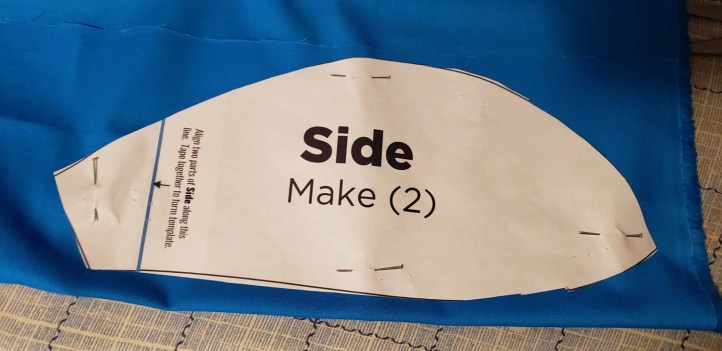 Side
Make (2)
Align two parts of Side along this
line. Tape together to form template.